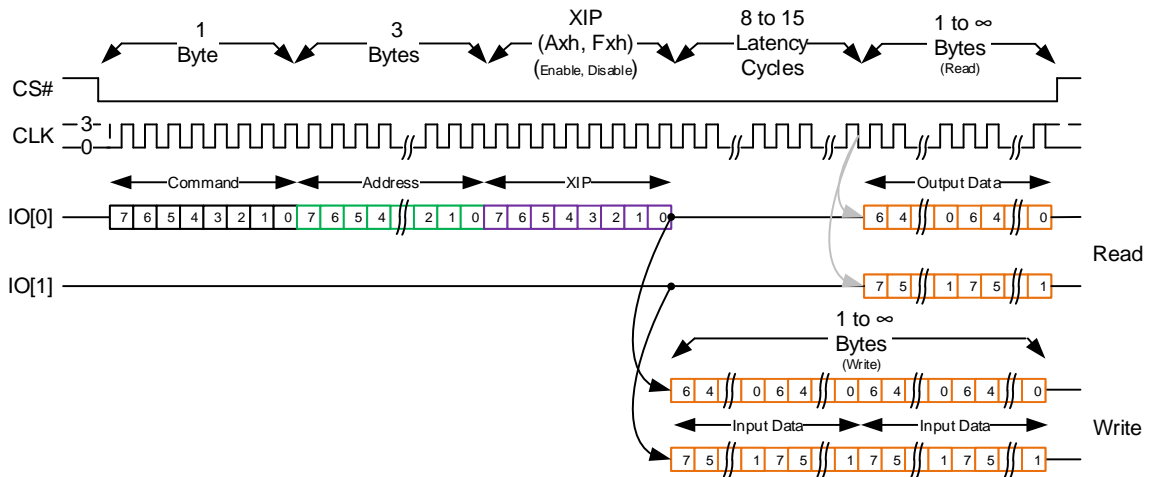 1 Byte
3 Bytes
XIP (Axh, Fxh) (Enable, Disable)
8 to 15 Latency Cycles
1 to ∞ Bytes (Read)
CS#
CLK 3 0
Command Address XIP Output Data
IO[0] 7 6 5 4 3 2 1 0 7 6 5 4 2 1 0 7 6 5 4 3 2 1 0 6 4 0 6 4 0
Read
IO[1] 7 5 1 7 5 1
1 to ∞ Bytes (Write)
6 4 0 6 4 0 6 4 0 6 4 0
Input Data Input Data
Write
7 5 1 7 5 1 7 5 1 7 5 1